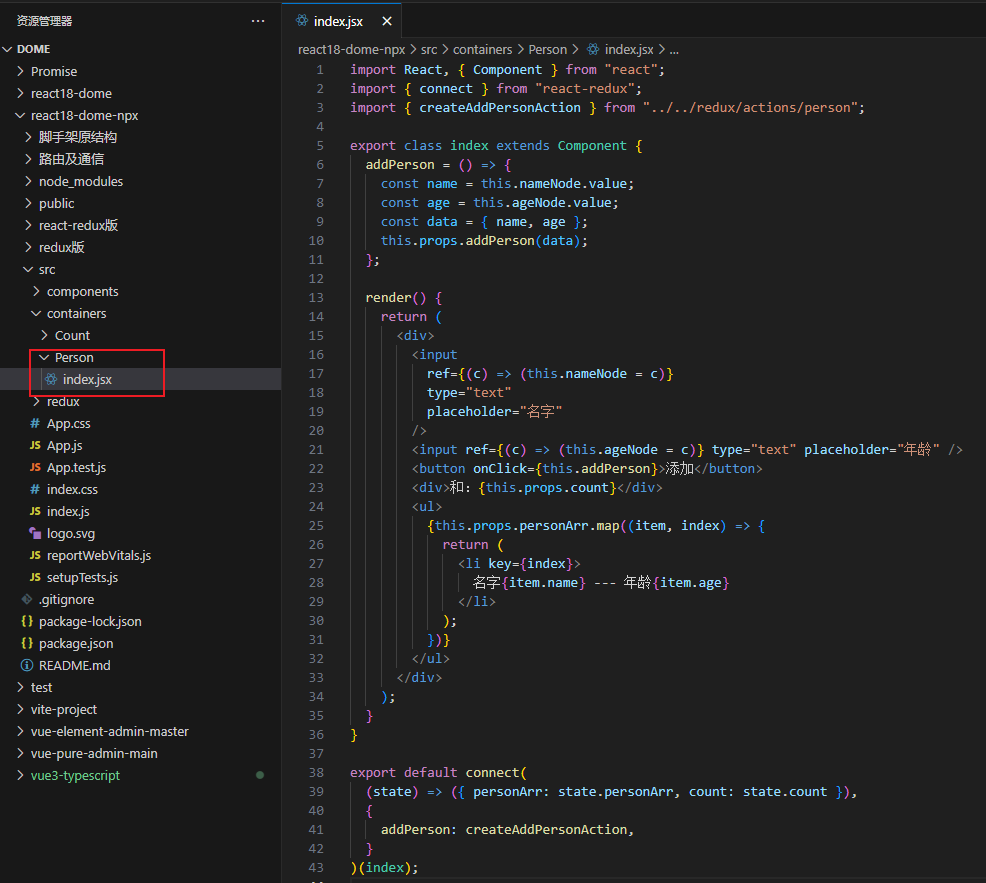 资源管理器
···
DOME
Promise
react18-dome
react18-dome-npx
脚手架原结构
路由及通信
node_modules
public
react-redux版
redux版
src
components
containers
Count
Person
index.jsx
redux
# App.css
JS App.js
JS App.test.js
# index.css
JS index.js
logo.svg
JS reportWebVitals.js
JS setupTests.js
.gitignore
{} package-lock.json
{} package.json
README.md
test
vite-project
vue-element-admin-master
vue-pure-admin-main
vue3-typescript
index.jsx
react18-dome-npx > src > containers > Person > index.jsx > ...
1 import React, { Component } from "react";
2 import { connect } from "react-redux";
3 import { createAddPersonAction } from "../../redux/actions/person";
4
5 export class index extends Component {
6 addPerson = () => {
7 const name = this.nameNode.value;
8 const age = this.ageNode.value;
9 const data = { name, age };
10 this.props.addPerson(data);
11 };
12
13 render() {
14 return (
15 <div>
16 <input
17 ref={(c) => (this.nameNode = c)}
18 type="text"
19 placeholder="名字"
20 />
21 <input ref={(c) => (this.ageNode = c)} type="text" placeholder="年龄" />
22 <button onClick={this.addPerson}>添加</button>
23 <div>和：{this.props.count}</div>
24 <ul>
25 {this.props.personArr.map((item, index) => {
26 return (
27 <li key={index}>
28 名字{item.name} --- 年龄{item.age}
29 </li>
30 );
31 })}
32 </ul>
33 </div>
34 );
35 }
36 }
37
38 export default connect(
39 (state) => ({ personArr: state.personArr, count: state.count }),
40 {
41 addPerson: createAddPersonAction,
42 }
43 )(index);